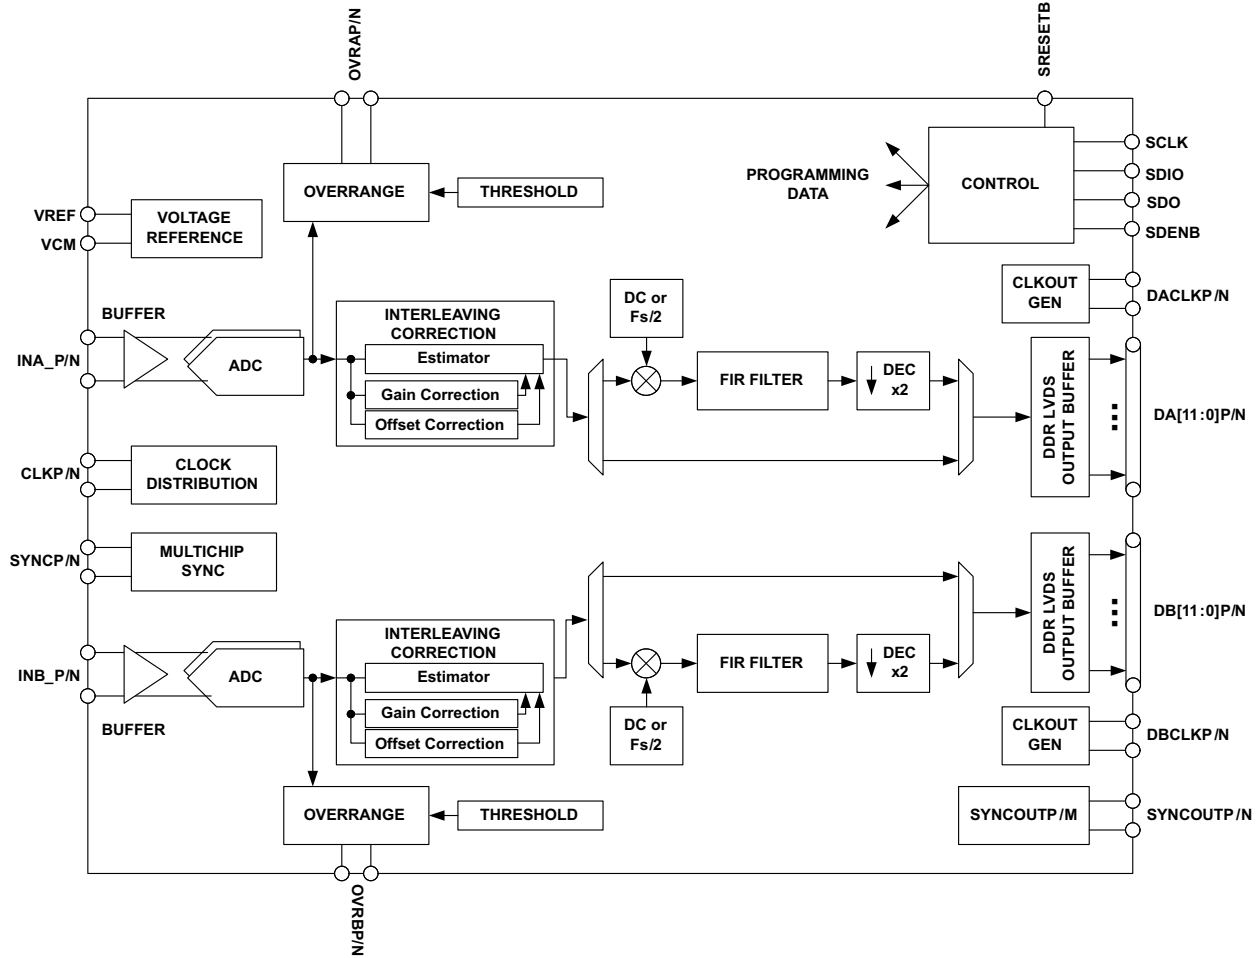 OVRAP/N
SRESETB
OVERRANGE
THRESHOLD
PROGRAMMING
DATA
CONTROL
SCLK
SDIO
SDO
SDENB
VREF
VCM
VOLTAGE
REFERENCE
CLKOUT
GEN
DACLKP/N
BUFFER
INA_P/N
ADC
INTERLEAVING
CORRECTION
Estimator
Gain Correction
Offset Correction
DC or
Fs/2
FIR FILTER
DEC
x2
DDR LVDS
OUTPUT BUFFER
DA[11:0]P/N
CLKP/N
CLOCK
DISTRIBUTION
SYNCP/N
MULTICHIP
SYNC
INB_P/N
BUFFER
ADC
INTERLEAVING
CORRECTION
Estimator
Gain Correction
Offset Correction
FIR FILTER
DEC
x2
DC or
Fs/2
DDR LVDS
OUTPUT BUFFER
DB[11:0]P/N
CLKOUT
GEN
DBCLKP/N
OVERRANGE
THRESHOLD
SYNCOUTP/M
SYNCOUTP/N
OVRBP/N